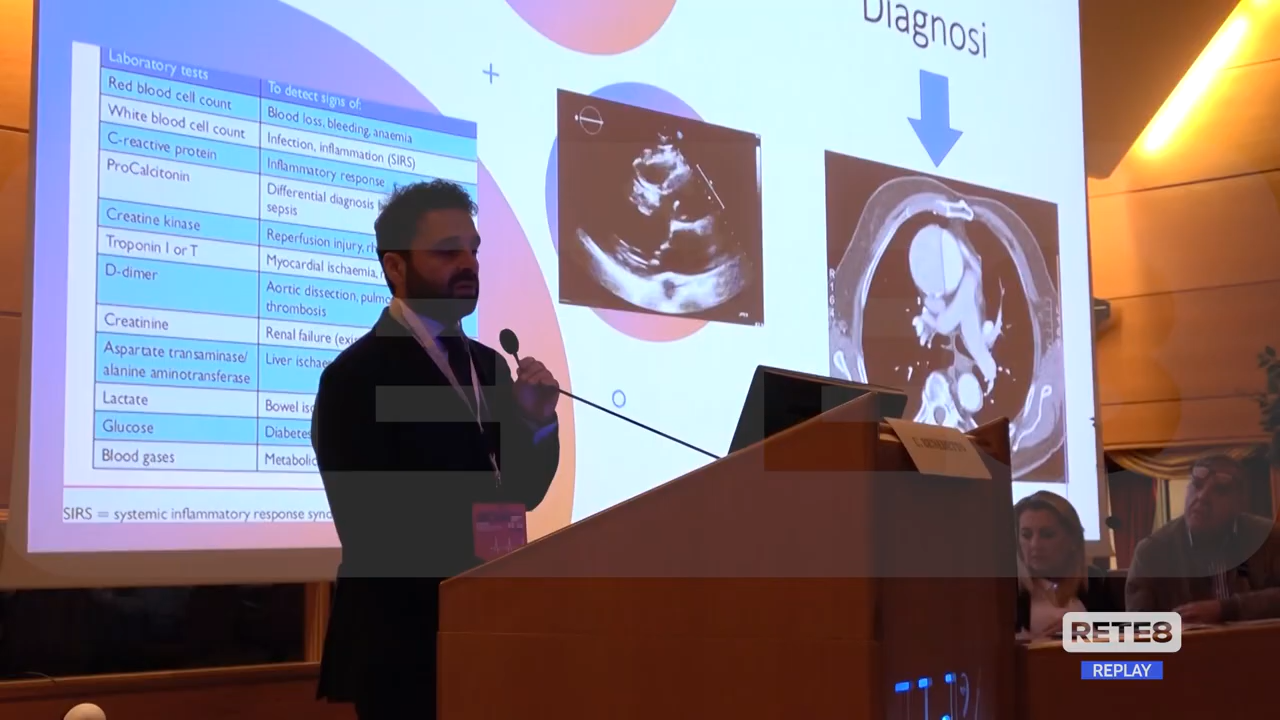 Diagnosi
Laboratory tests
To detect signs of:
Red blood cell count
Blood loss, bleeding, anaemia
White blood cell count
Infection, inflammation (SIRS)
C-reactive protein
Inflammatory response
ProCalcitonin
Differential diagnosis
sepsis
Creatine kinase
Reperfusion injury,
Troponin I or T
Myocardial ischaemia,
D-dimer
Aortic dissection,
thrombosis
Creatinine
Renal failure
Aspartate transaminase/
alanine aminotransferase
Liver
Lactate
Bowel
Glucose
Blood gases
SIRS = systemic inflammatory response
RETE8
REPLAY